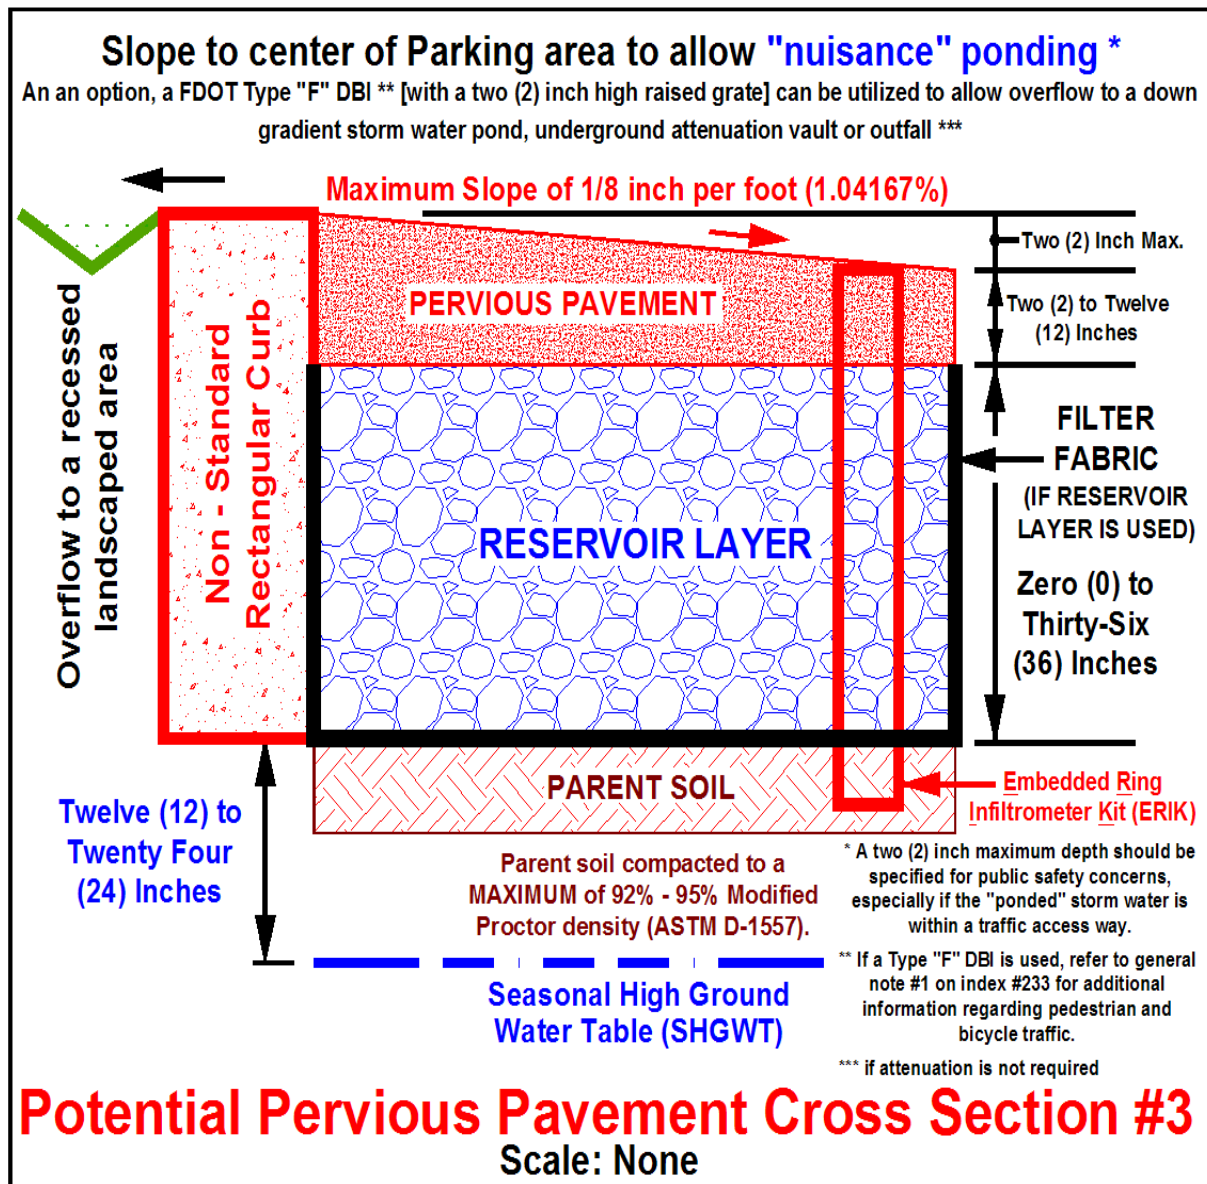 Slope to center of Parking area to allow "nuisance" ponding *
An an option, a FDOT Type "F" DBI ** [with a two (2) inch high raised grate] can be utilized to allow overflow to a down
gradient storm water pond, underground attenuation vault or outfall ***
Maximum Slope of 1/8 inch per foot (1.04167%)
Two (2) Inch Max.
PERVIOUS PAVEMENT
Two (2) to Twelve
(12) Inches
Overflow to a recessed
landscaped area
Non - Standard
Rectangular Curb
RESERVOIR LAYER
FILTER
FABRIC
(IF RESERVOIR
LAYER IS USED)
Zero (0) to
Thirty-Six
(36) Inches
PARENT SOIL
Embedded Ring
Infiltrometer Kit (ERIK)
Twelve (12) to
Twenty Four
(24) Inches
Parent soil compacted to a
MAXIMUM of 92% - 95% Modified
Proctor density (ASTM D-1557).
* A two (2) inch maximum depth should be
specified for public safety concerns,
especially if the "ponded" storm water is
within a traffic access way.
** If a Type "F" DBI is used, refer to general
note #1 on index #233 for additional
information regarding pedestrian and
bicycle traffic.
*** if attenuation is not required
Seasonal High Ground
Water Table (SHGWT)
Potential Pervious Pavement Cross Section #3
Scale: None